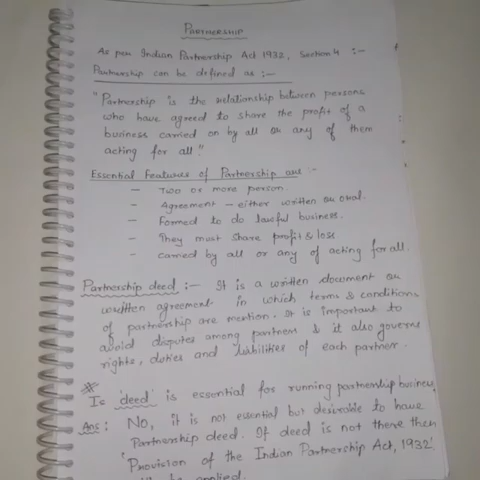 PARTNERSHIP
As per Indian Partnership Act 1932, Section 4 :-
Partnership can be defined as :-
"Partnership is the relationship between persons
who have agreed to share the profit of a
business carried on by all or any of them
acting for all."
Essential Features of Partnership are :-
- Two or more person.
- Agreement - either written or oral.
- Formed to do lawful business.
- They must share profit & loss
- carried by all or any of acting for all.
Partnership deed :- It is a written document or
written agreement. In which terms & conditions
of partnership are mention. It is important to
avoid disputes among partners & it also governs
rights, duties and liabilities of each partner.
Is 'deed' is essential for running partnership business
Ans : No, it is not essential but desirable to have
Partnership deed. If deed is not there then
'Provision of the Indian Partnership Act, 1932'
be applied.